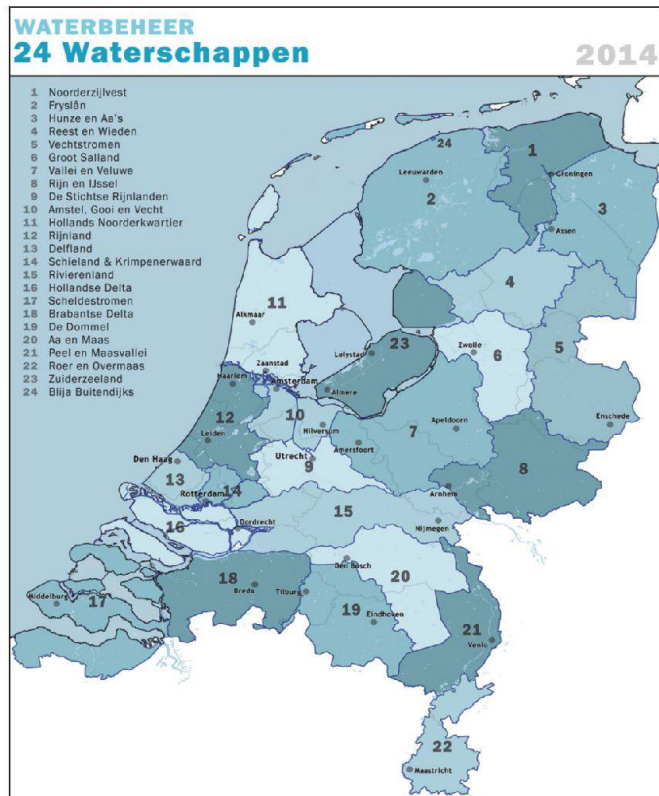 WATERBEHEER
24 Waterschappen
2014
1 Noorderzijlvest
2 Fryslân
3 Hunze en Aa's
4 Reest en Wieden
5 Vechtstromen
6 Groot Salland
7 Vallei en Veluwe
8 Rijn en IJssel
9 De Stichtse Rijnlanden
10 Amstel, Gooi en Vecht
11 Hollands Noorderkwartier
12 Rijnland
13 Delfland
14 Schieland & Krimpenerwaard
15 Rivierenland
16 Hollandse Delta
17 Scheldestromen
18 Brabantse Delta
19 De Dommel
20 Aa en Maas
21 Peel en Maasvallei
22 Roer en Overmaas
23 Zuiderzeeland
24 Blija Buitendijks
24
1
Leeuwarden
Groningen
2
3
Assen
4
11
Alkmaar
23
5
Lelystad
Zwolle
6
Zaanstad
Haarlem
Amsterdam
Almere
12
10
Enschede
Leiden
Hilversum
7
Apeldoorn
Amersfoort
Den Haag
Utrecht
9
8
13
14
Rotterdam
Arnhem
15
16
Dordrecht
Nijmegen
Den Bosch
18
20
Breda
Tilburg
Middelburg
17
19
Eindhoven
21
Venlo
22
Maastricht